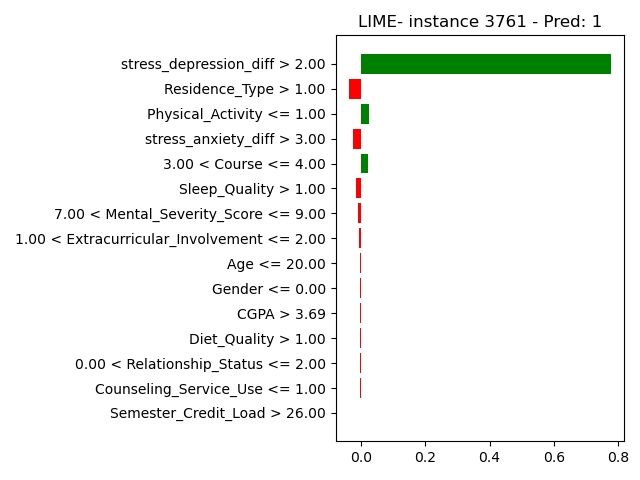 LIME- instance 3761 - Pred: 1
stress_depression_diff > 2.00
Residence_Type > 1.00
Physical_Activity <= 1.00
stress_anxiety_diff > 3.00
3.00 < Course <= 4.00
Sleep_Quality > 1.00
7.00 < Mental_Severity_Score <= 9.00
1.00 < Extracurricular_Involvement <= 2.00
Age <= 20.00
Gender <= 0.00
CGPA > 3.69
Diet_Quality > 1.00
0.00 < Relationship_Status <= 2.00
Counseling_Service_Use <= 1.00
Semester_Credit_Load > 26.00
0.0 0.2 0.4 0.6 0.8